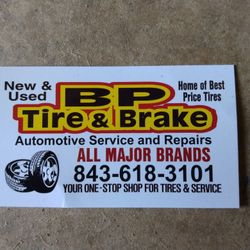 New & Used
BP
Home of Best Price Tires
Tire & Brake
Automotive Service and Repairs
ALL MAJOR BRANDS
843-618-3101
YOUR ONE-STOP SHOP FOR TIRES & SERVICE